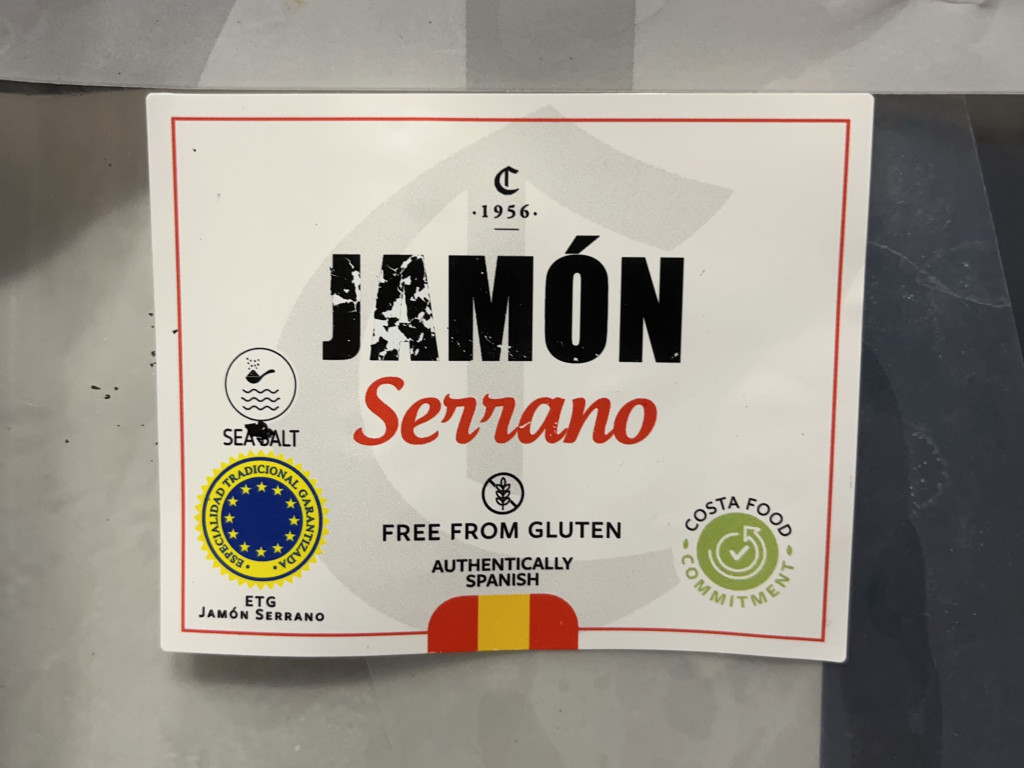 C
·1956·
JAMÓN
Serrano
SEA SALT
ESPECIALIDAD TRADICIONAL GARANTIZADA
ETG
JAMÓN SERRANO
FREE FROM GLUTEN
AUTHENTICALLY
SPANISH
COSTA FOOD
COMMITMENT